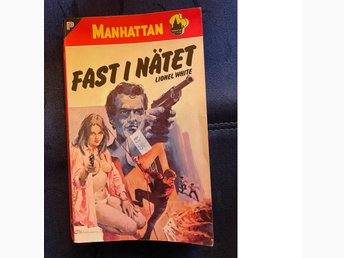 MANHATTAN
FAST I NÄTET
LIONEL WHITE